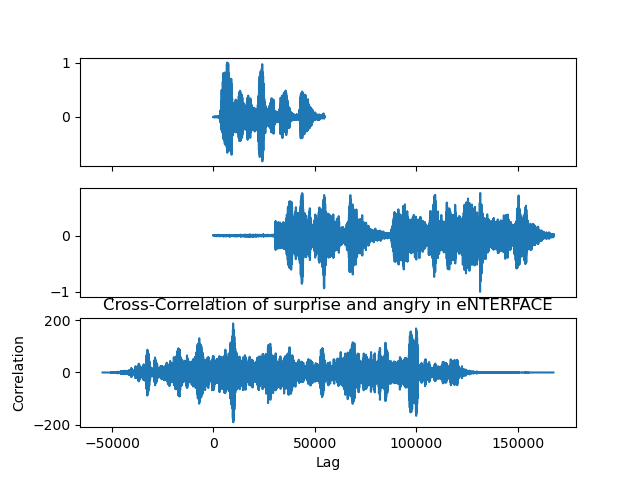 1
0
0
−1
Cross-Correlation of surprise and angry in eNTERFACE
200
0
−200
Correlation
−50000 0 50000 100000 150000
Lag